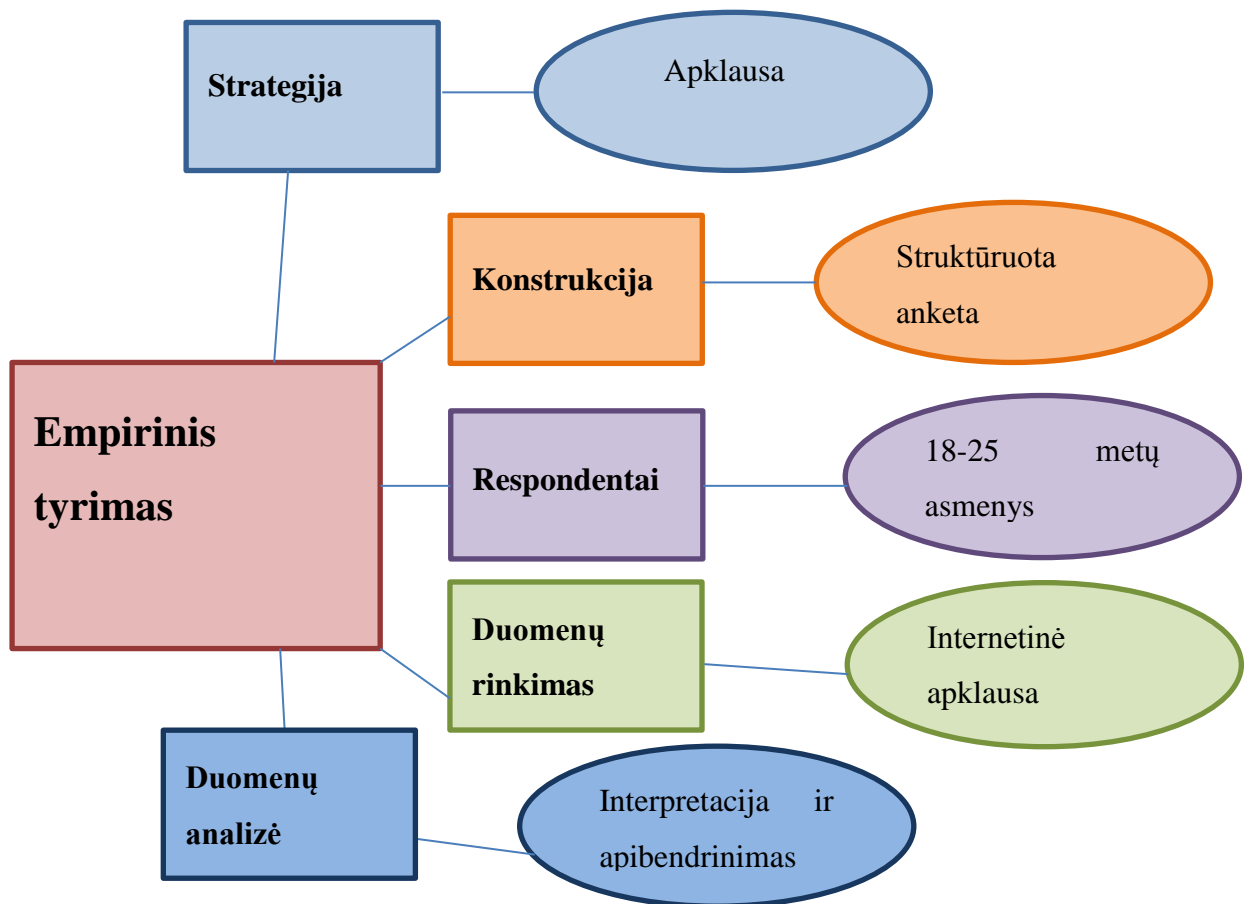 Strategija
Apklausa
Konstrukcija
Struktūruota
anketa
Empirinis
tyrimas
Respondentai
18-25 metų
asmenys
Duomenų
rinkimas
Internetinė
apklausa
Duomenų
analizė
Interpretacija ir
apibendrinimas